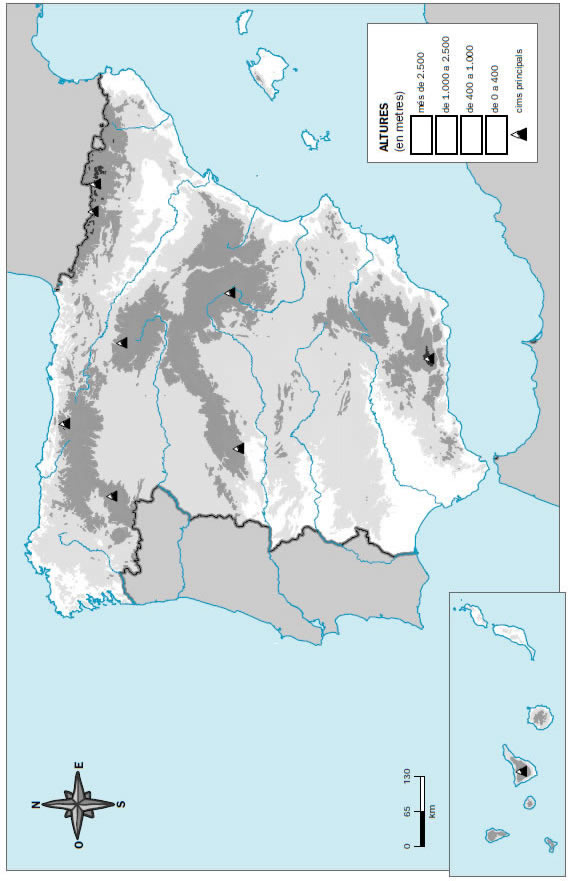 ALTURES
(en metres)
més de 2.500
de 1.000 a 2.500
de 400 a 1.000
de 0 a 400
cims principals
N
O
E
S
0 65 130
km